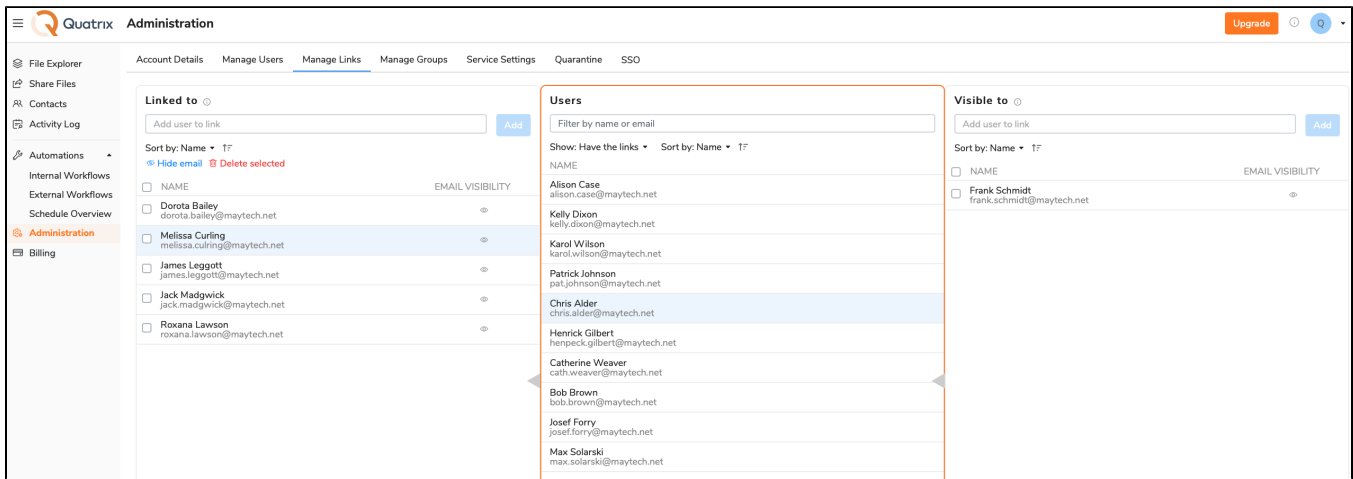 Quatrix
Administration
Upgrade
Q
File Explorer
Share Files
Contacts
Activity Log
Automations
Internal Workflows
External Workflows
Schedule Overview
Administration
Billing
Account Details Manage Users Manage Links Manage Groups Service Settings Quarantine SSO
Linked to
Add user to link Add
Sort by: Name
Hide email Delete selected
NAME EMAIL VISIBILITY
Dorota Bailey
dorota.bailey@maytech.net
Melissa Curling
melissa.culring@maytech.net
James Leggott
james.leggott@maytech.net
Jack Madgwick
jack.madgwick@maytech.net
Roxana Lawson
roxana.lawson@maytech.net
Users
Filter by name or email
Show: Have the links Sort by: Name
NAME
Alison Case
alison.case@maytech.net
Kelly Dixon
kelly.dixon@maytech.net
Karol Wilson
karol.wilson@maytech.net
Patrick Johnson
pat.johnson@maytech.net
Chris Alder
chris.alder@maytech.net
Henrick Gilbert
henpeck.gilbert@maytech.net
Catherine Weaver
cath.weaver@maytech.net
Bob Brown
bob.brown@maytech.net
Josef Forry
josef.forry@maytech.net
Max Solarski
max.solarski@maytech.net
Visible to
Add user to link Add
Sort by: Name
NAME EMAIL VISIBILITY
Frank Schmidt
frank.schmidt@maytech.net